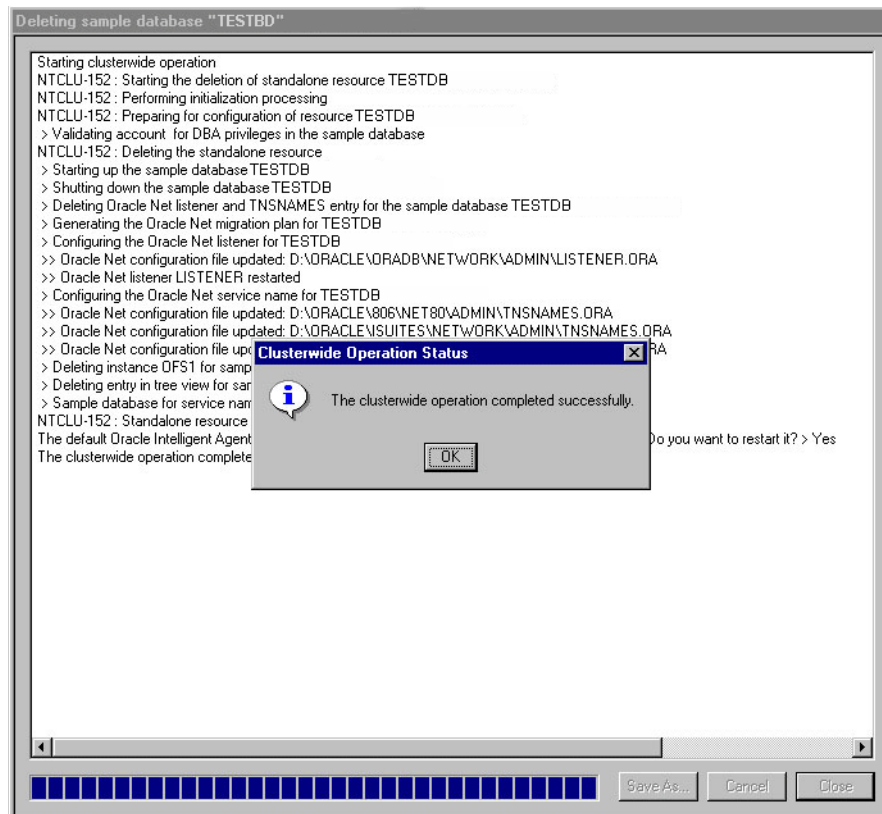 Deleting sample database "TESTBD"
Starting clusterwide operation
NTCLU-152 : Starting the deletion of standalone resource TESTDB
NTCLU-152 : Performing initialization processing
NTCLU-152 : Preparing for configuration of resource TESTDB
> Validating account for DBA privileges in the sample database
NTCLU-152 : Deleting the standalone resource
> Starting up the sample database TESTDB
> Shutting down the sample database TESTDB
> Deleting Oracle Net listener and TNSNAMES entry for the sample database TESTDB
> Generating the Oracle Net migration plan for TESTDB
> Configuring the Oracle Net listener for TESTDB
>> Oracle Net configuration file updated: D:\ORACLE\ORADB\NETWORK\ADMIN\LISTENER.ORA
>> Oracle Net listener LISTENER restarted
> Configuring the Oracle Net service name for TESTDB
>> Oracle Net configuration file updated: D:\ORACLE\806\NET80\ADMIN\TNSNAMES.ORA
>> Oracle Net configuration file updated: D:\ORACLE\ISUITES\NETWORK\ADMIN\TNSNAMES.ORA
>> Oracle Net configuration file upd RA
> Deleting instance OFS1 for samp
> Deleting entry in tree view for sar
> Sample database for service nam
NTCLU-152 : Standalone resource
The default Oracle Intelligent Agent Do you want to restart it? > Yes
The clusterwide operation complete
Clusterwide Operation Status
The clusterwide operation completed successfully.
OK
Save As... Cancel Close